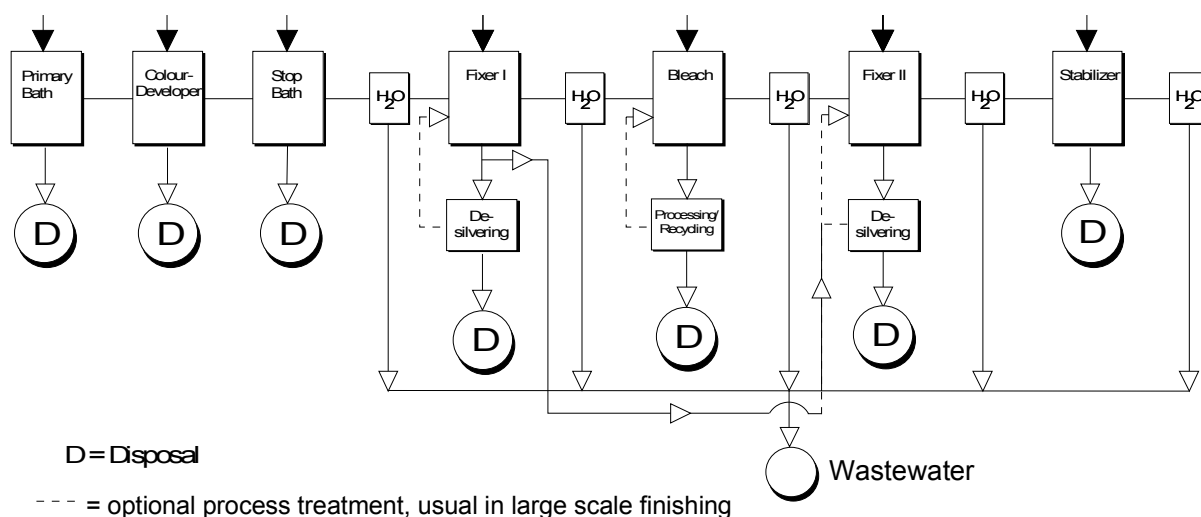 Primary
Bath
Colour-
Developer
Stop
Bath
H2O
Fixer I
H2O
Bleach
H2O
Fixer II
H2O
Stabilizer
H2O
De-
silvering
Processing/
Recycling
De-
silvering
D
D
D
D
D
D
D
D = Disposal
Wastewater
--- = optional process treatment, usual in large scale finishing